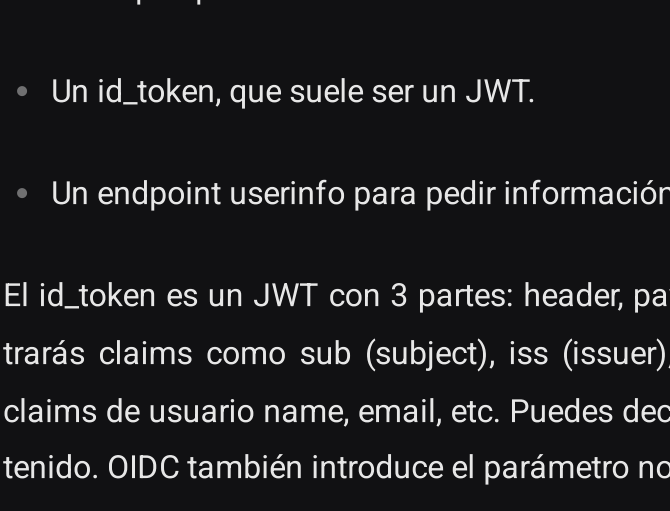 Un id_token, que suele ser un JWT.
Un endpoint userinfo para pedir información
El id_token es un JWT con 3 partes: header, pa
trarás claims como sub (subject), iss (issuer),
claims de usuario name, email, etc. Puedes dec
tenido. OIDC también introduce el parámetro no